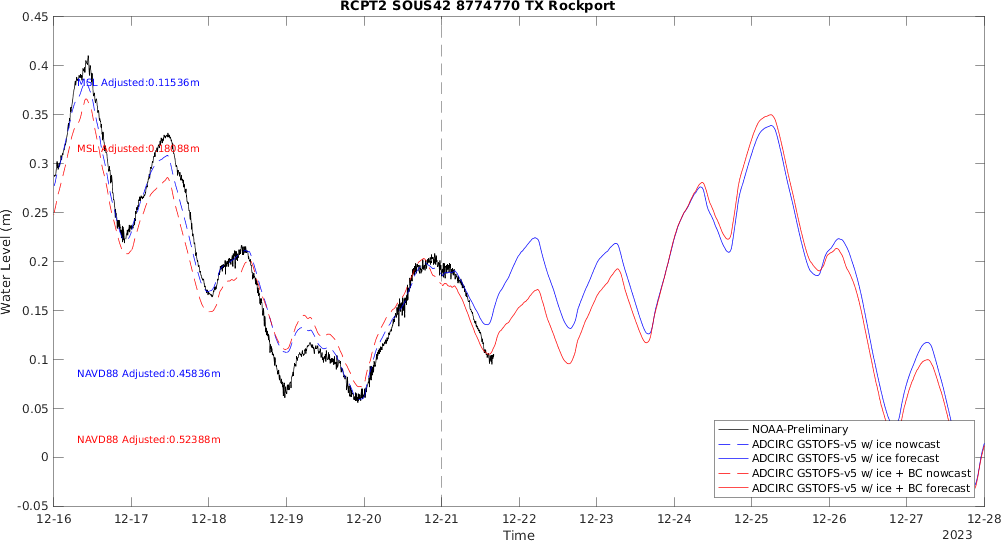 RCPT2 SOUS42 8774770 TX Rockport
0.45
0.4
0.35
0.3
0.25
0.2
0.15
0.1
0.05
0
-0.05
Water Level (m)
MSL Adjusted:0.11536m
MSL Adjusted:0.18088m
NAVD88 Adjusted:0.45836m
NAVD88 Adjusted:0.52388m
NOAA-Preliminary
ADCIRC GSTOFS-v5 w/ ice nowcast
ADCIRC GSTOFS-v5 w/ ice forecast
ADCIRC GSTOFS-v5 w/ ice + BC nowcast
ADCIRC GSTOFS-v5 w/ ice + BC forecast
12-16 12-17 12-18 12-19 12-20 12-21 12-22 12-23 12-24 12-25 12-26 12-27 12-28
Time
2023